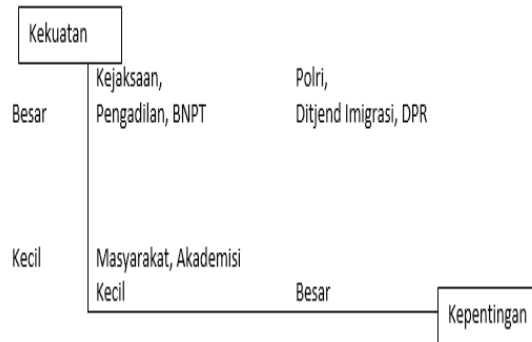 Kekuatan
Kejaksaan, Polri,
Besar Pengadilan, BNPT Ditjend Imigrasi, DPR
Kecil Masyarakat, Akademisi
Kecil Besar
Kepentingan